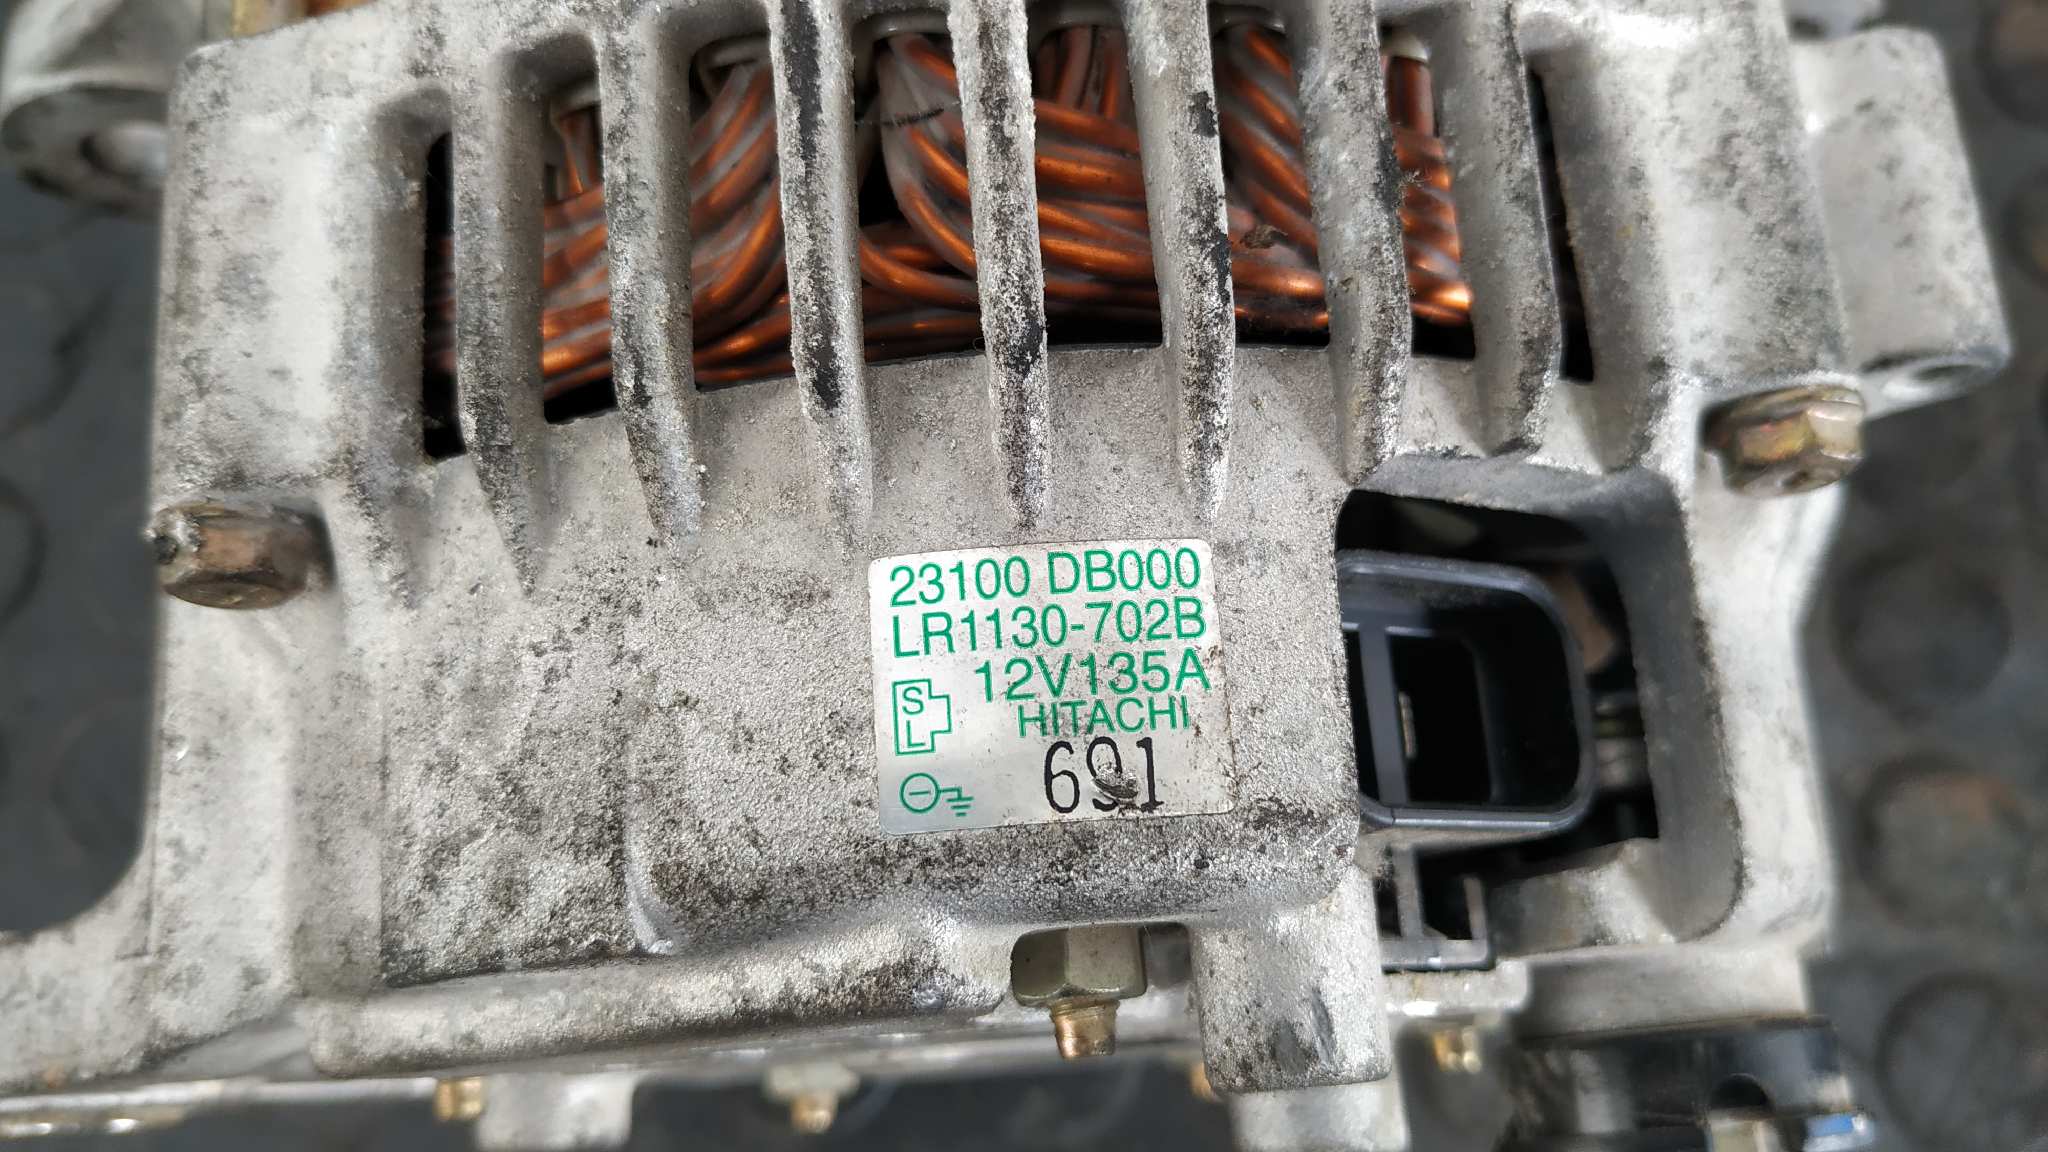 23100 DB000
LR1130-702B
12V135A
S
L
HITACHI
691